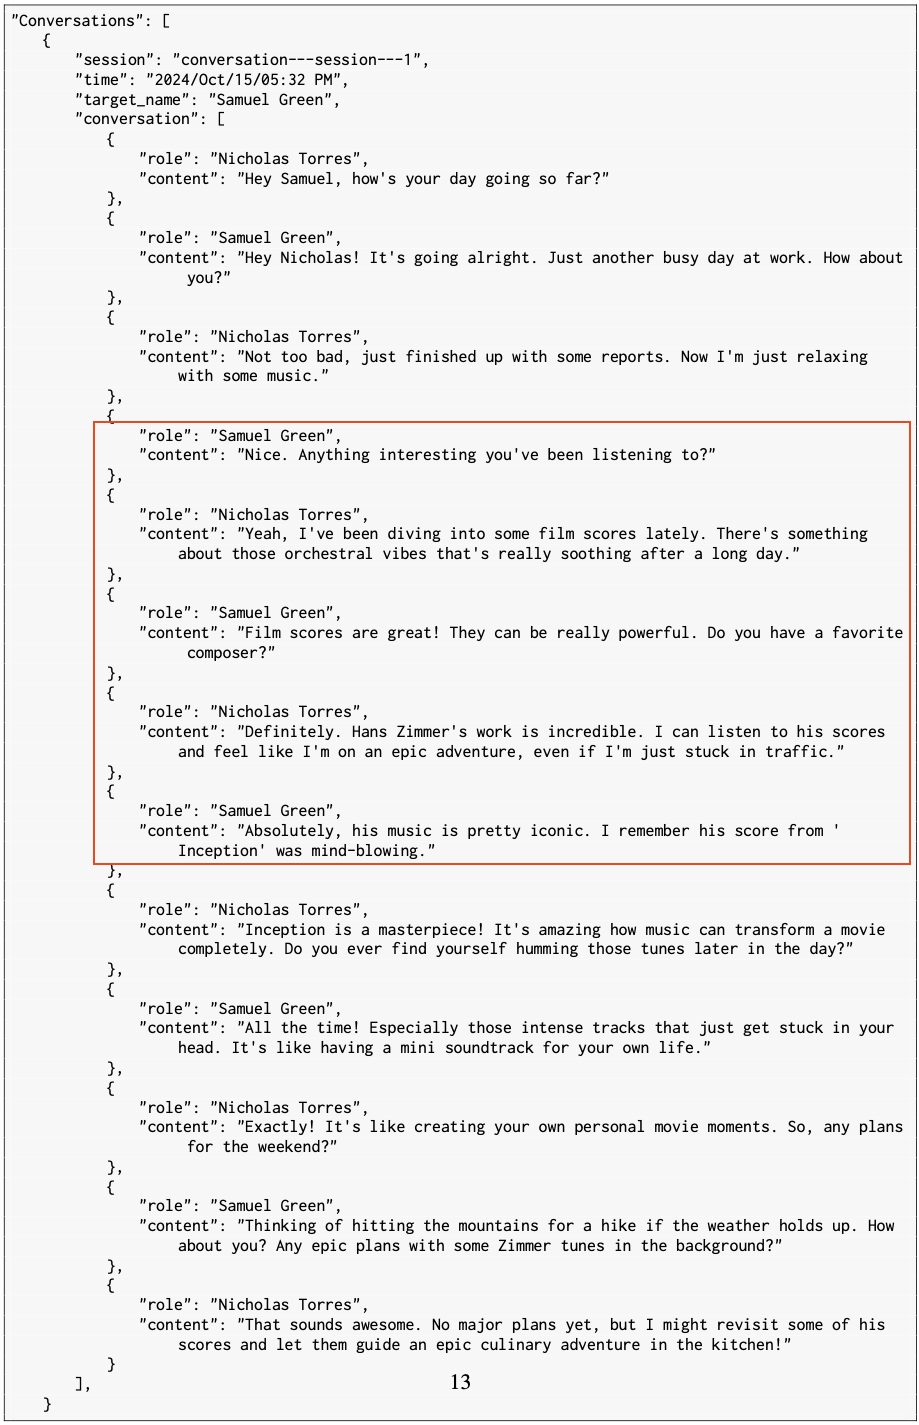 "Conversations": [
{
"session": "conversation---session---1",
"time": "2024/Oct/15/05:32 PM",
"target_name": "Samuel Green",
"conversation": [
{
"role": "Nicholas Torres",
"content": "Hey Samuel, how's your day going so far?"
},
{
"role": "Samuel Green",
"content": "Hey Nicholas! It's going alright. Just another busy day at work. How about
you?"
},
{
"role": "Nicholas Torres",
"content": "Not too bad, just finished up with some reports. Now I'm just relaxing
with some music."
},
{
"role": "Samuel Green",
"content": "Nice. Anything interesting you've been listening to?"
},
{
"role": "Nicholas Torres",
"content": "Yeah, I've been diving into some film scores lately. There's something
about those orchestral vibes that's really soothing after a long day."
},
{
"role": "Samuel Green",
"content": "Film scores are great! They can be really powerful. Do you have a favorite
composer?"
},
{
"role": "Nicholas Torres",
"content": "Definitely. Hans Zimmer's work is incredible. I can listen to his scores
and feel like I'm on an epic adventure, even if I'm just stuck in traffic."
},
{
"role": "Samuel Green",
"content": "Absolutely, his music is pretty iconic. I remember his score from '
Inception' was mind-blowing."
},
{
"role": "Nicholas Torres",
"content": "Inception is a masterpiece! It's amazing how music can transform a movie
completely. Do you ever find yourself humming those tunes later in the day?"
},
{
"role": "Samuel Green",
"content": "All the time! Especially those intense tracks that just get stuck in your
head. It's like having a mini soundtrack for your own life."
},
{
"role": "Nicholas Torres",
"content": "Exactly! It's like creating your own personal movie moments. So, any plans
for the weekend?"
},
{
"role": "Samuel Green",
"content": "Thinking of hitting the mountains for a hike if the weather holds up. How
about you? Any epic plans with some Zimmer tunes in the background?"
},
{
"role": "Nicholas Torres",
"content": "That sounds awesome. No major plans yet, but I might revisit some of his
scores and let them guide an epic culinary adventure in the kitchen!"
}
],
13
}